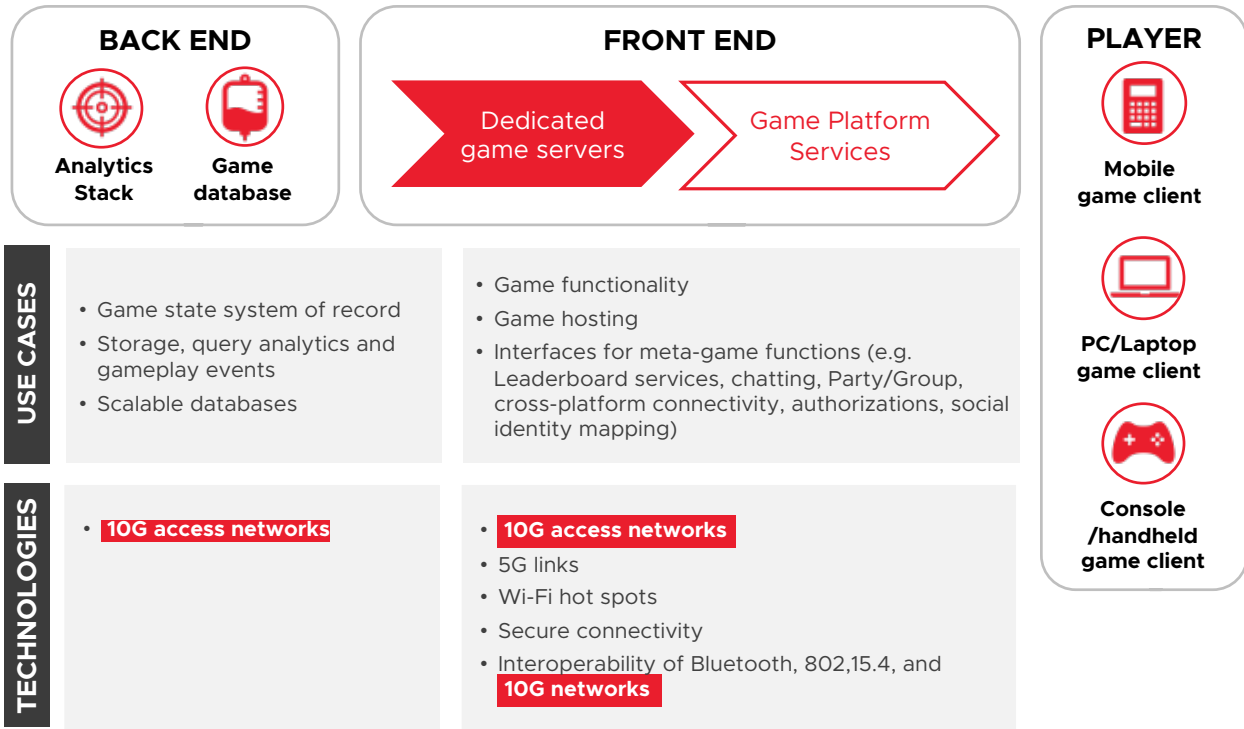 BACK END
Analytics
Stack
Game
database
FRONT END
Dedicated
game servers
Game Platform
Services
PLAYER
Mobile
game client
PC/Laptop
game client
Console
/handheld
game client
USE CASES
• Game state system of record
• Storage, query analytics and
gameplay events
• Scalable databases
• Game functionality
• Game hosting
• Interfaces for meta-game functions (e.g.
Leaderboard services, chatting, Party/Group,
cross-platform connectivity, authorizations, social
identity mapping)
TECHNOLOGIES
• 10G access networks
• 10G access networks
• 5G links
• Wi-Fi hot spots
• Secure connectivity
• Interoperability of Bluetooth, 802,15.4, and
10G networks